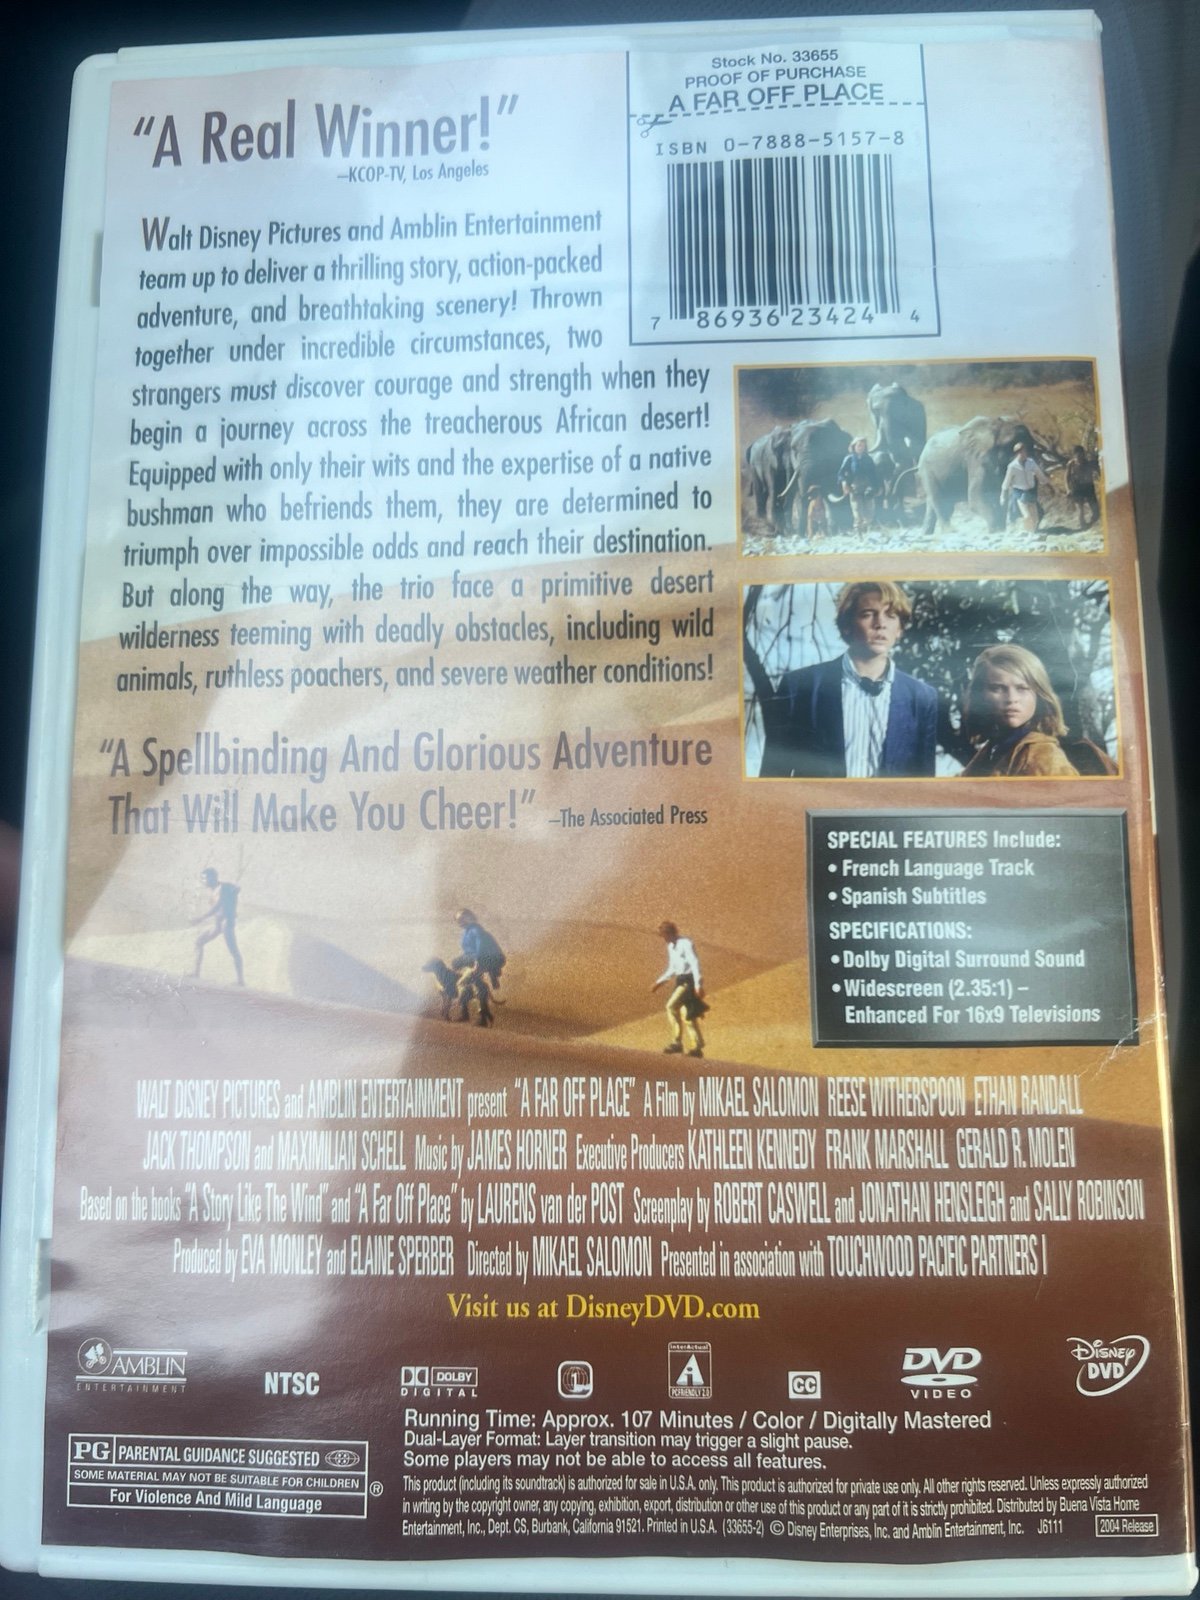 "A Real Winner!"
–KCOP-TV, Los Angeles
Stock No. 33655
PROOF OF PURCHASE
A FAR OFF PLACE
ISBN 0-7888-5157-8
7 86936 23424 4
Walt Disney Pictures and Amblin Entertainment
team up to deliver a thrilling story, action-packed
adventure, and breathtaking scenery! Thrown
together under incredible circumstances, two
strangers must discover courage and strength when they
begin a journey across the treacherous African desert!
Equipped with only their wits and the expertise of a native
bushman who befriends them, they are determined to
triumph over impossible odds and reach their destination.
But along the way, the trio face a primitive desert
wilderness teeming with deadly obstacles, including wild
animals, ruthless poachers, and severe weather conditions!
"A Spellbinding And Glorious Adventure
That Will Make You Cheer!" –The Associated Press
SPECIAL FEATURES Include:
• French Language Track
• Spanish Subtitles
SPECIFICATIONS:
• Dolby Digital Surround Sound
• Widescreen (2.35:1) –
Enhanced For 16x9 Televisions
WALT DISNEY PICTURES and AMBLIN ENTERTAINMENT present "A FAR OFF PLACE" A Film by MIKAEL SALOMON REESE WITHERSPOON ETHAN RANDALL
JACK THOMPSON and MAXIMILIAN SCHELL Music by JAMES HORNER Executive Producers KATHLEEN KENNEDY FRANK MARSHALL GERALD R. MOLEN
Based on the books "A Story Like The Wind" and "A Far Off Place" by LAURENS van der POST Screenplay by ROBERT CASWELL and JONATHAN HENSLEIGH and SALLY ROBINSON
Produced by EVA MONLEY and ELAINE SPERBER Directed by MIKAEL SALOMON Presented in association with TOUCHWOOD PACIFIC PARTNERS I
Visit us at DisneyDVD.com
AMBLIN
ENTERTAINMENT
NTSC
DOLBY
DIGITAL
1
InterActual
PCFRIENDLY 2.0
CC
DVD
VIDEO
DISNEY
DVD
Running Time: Approx. 107 Minutes / Color / Digitally Mastered
Dual-Layer Format: Layer transition may trigger a slight pause.
Some players may not be able to access all features.
PG PARENTAL GUIDANCE SUGGESTED
SOME MATERIAL MAY NOT BE SUITABLE FOR CHILDREN
For Violence And Mild Language
®
This product (including its soundtrack) is authorized for sale in U.S.A. only. This product is authorized for private use only. All other rights reserved. Unless expressly authorized
in writing by the copyright owner, any copying, exhibition, export, distribution or other use of this product or any part of it is strictly prohibited. Distributed by Buena Vista Home
Entertainment, Inc., Dept. CS, Burbank, California 91521. Printed in U.S.A. (33655-2) © Disney Enterprises, Inc. and Amblin Entertainment, Inc. J6111 2004 Release